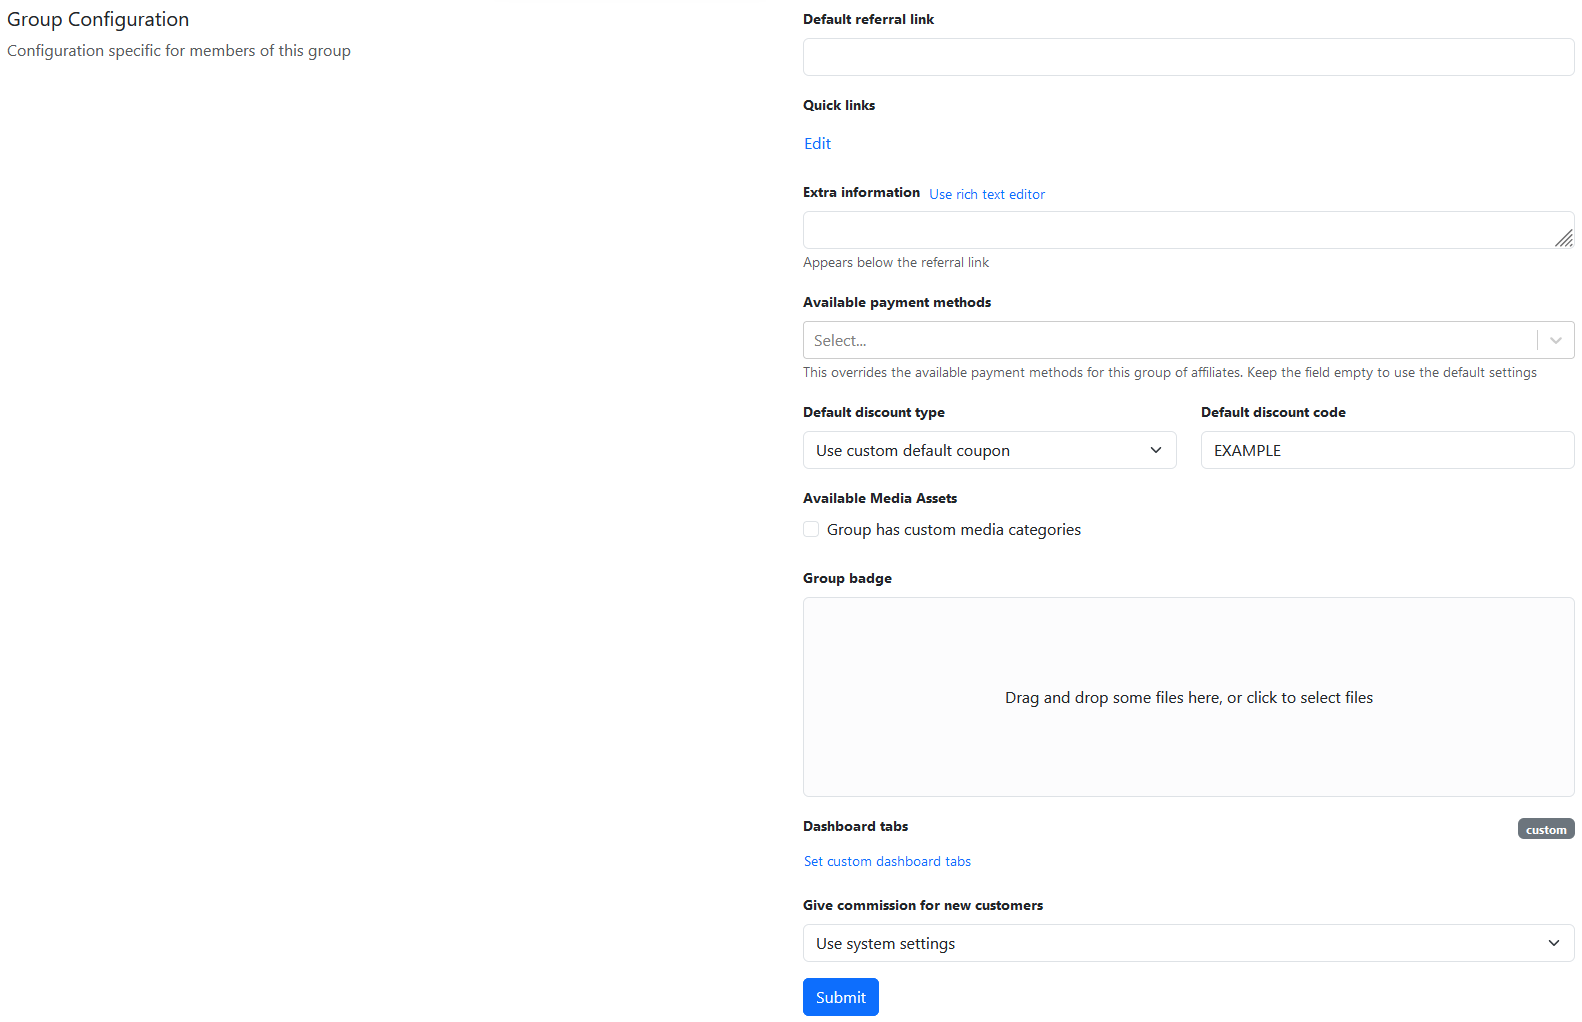 Group Configuration
Configuration specific for members of this group
Default referral link
Quick links
Edit
Extra information Use rich text editor
Appears below the referral link
Available payment methods
Select...
This overrides the available payment methods for this group of affiliates. Keep the field empty to use the default settings
Default discount type Default discount code
Use custom default coupon EXAMPLE
Available Media Assets
Group has custom media categories
Group badge
Drag and drop some files here, or click to select files
Dashboard tabs custom
Set custom dashboard tabs
Give commission for new customers
Use system settings
Submit